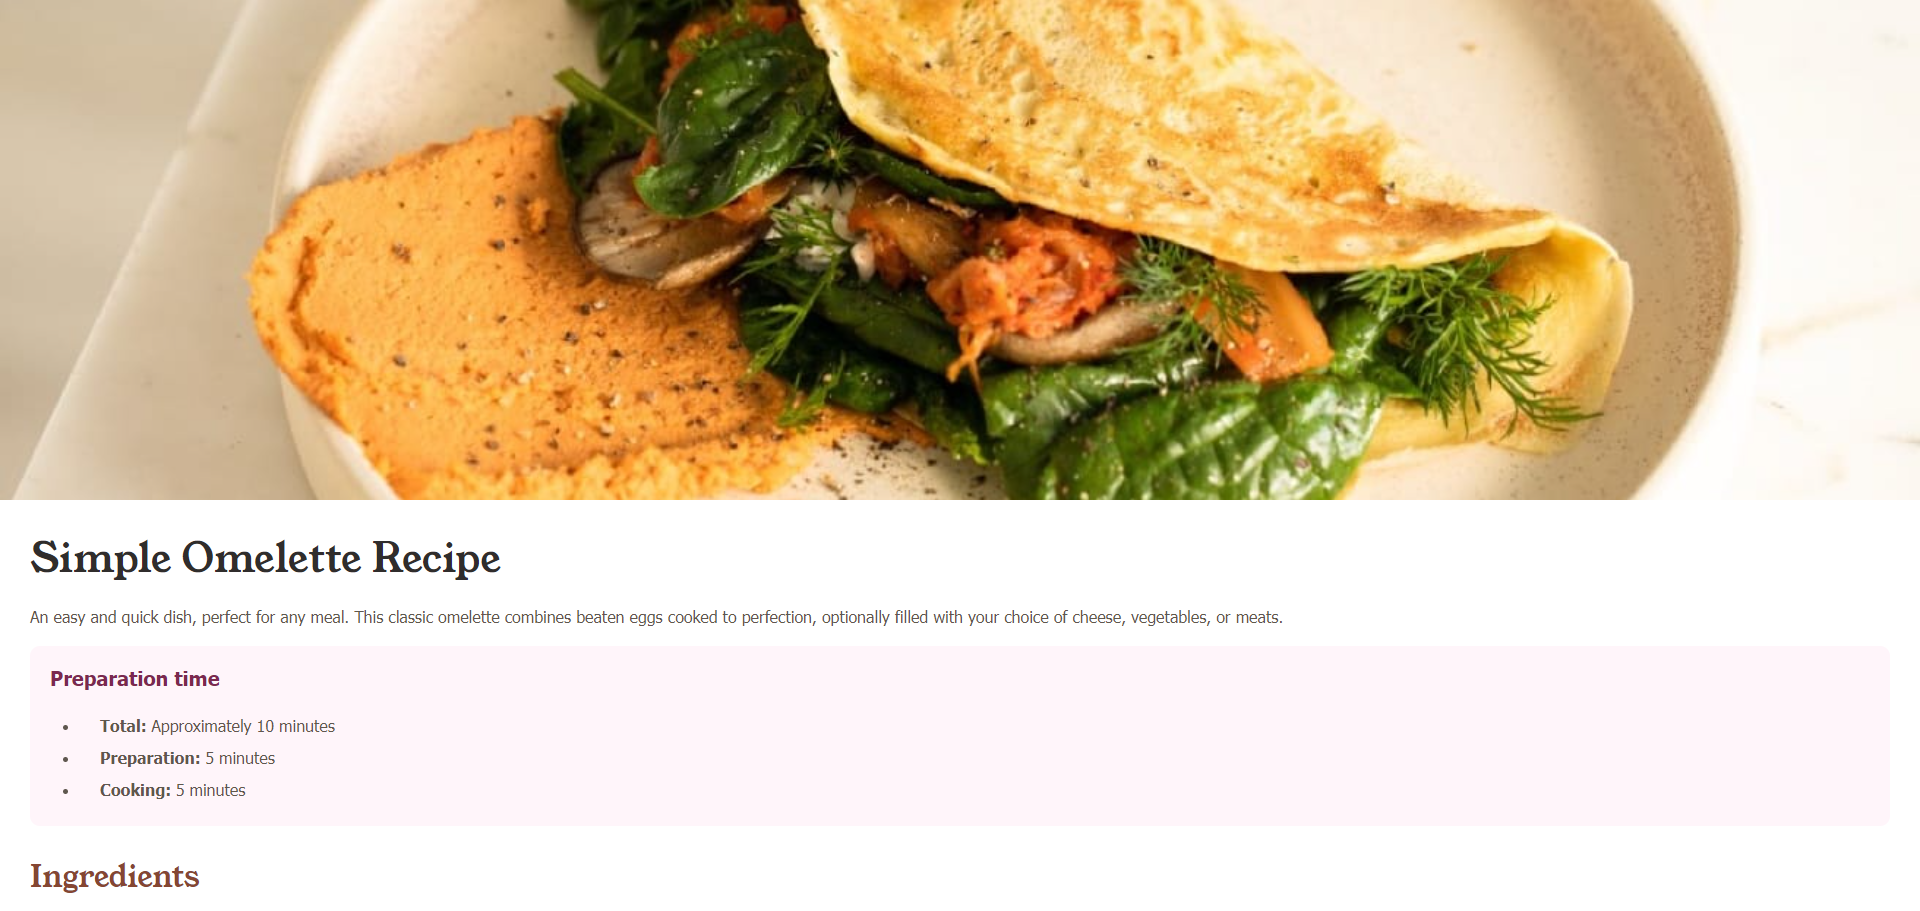 Simple Omelette Recipe
An easy and quick dish, perfect for any meal. This classic omelette combines beaten eggs cooked to perfection, optionally filled with your choice of cheese, vegetables, or meats.
Preparation time
• Total: Approximately 10 minutes
• Preparation: 5 minutes
• Cooking: 5 minutes
Ingredients